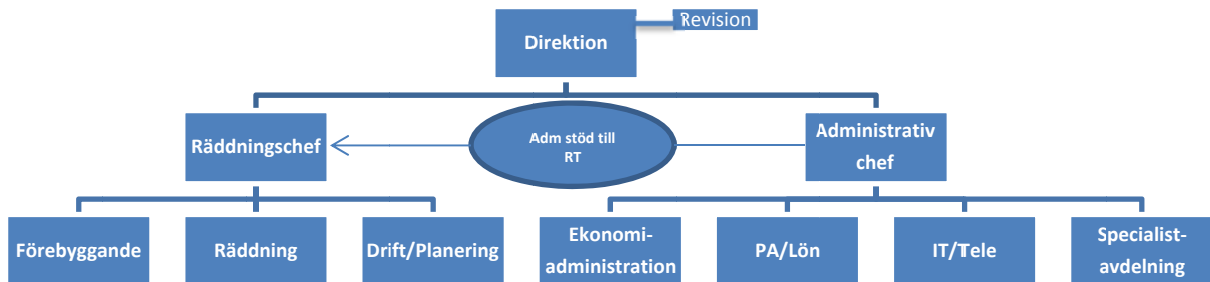 Revision
Direktion
Räddningschef
Adm stöd till
RT
Administrativ
chef
Förebyggande
Räddning
Drift/Planering
Ekonomi-
administration
PA/Lön
IT/Tele
Specialist-
avdelning